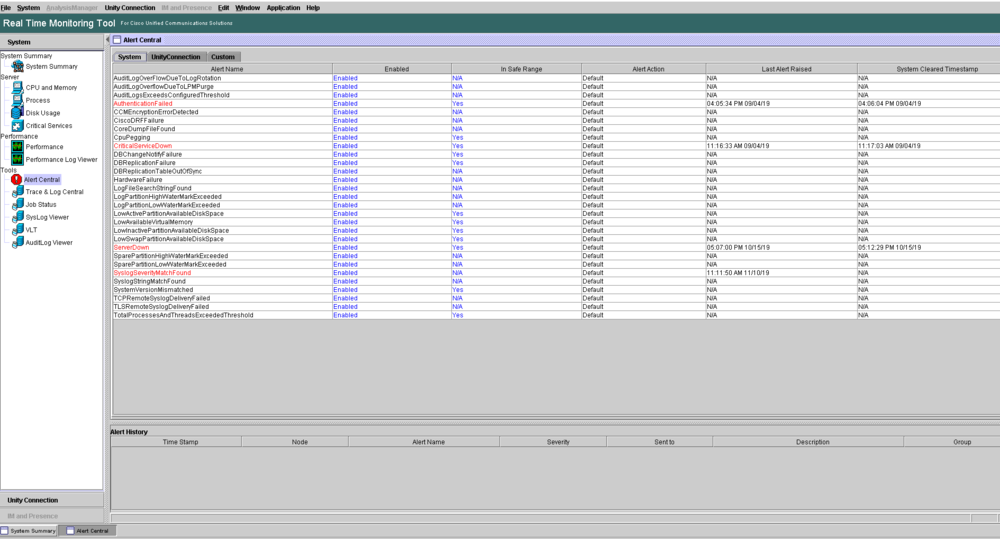 File System AnalysisManager Unity Connection IM and Presence Edit Window Application Help
Real Time Monitoring Tool For Cisco Unified Communications Solutions
System
System Summary
System Summary
Server
CPU and Memory
Process
Disk Usage
Critical Services
Performance
Performance
Performance Log Viewer
Tools
Alert Central
Trace & Log Central
Job Status
SysLog Viewer
VLT
AuditLog Viewer
Unity Connection
IM and Presence
Alert Central
System UnityConnection Custom
Alert Name Enabled In Safe Range Alert Action Last Alert Raised System Cleared Timestamp
AuditLogOverFlowDueToLogRotation Enabled N/A Default N/A N/A
AuditLogOverflowDueToLPMPurge Enabled N/A Default N/A N/A
AuditLogsExceedsConfiguredThreshold Enabled N/A Default N/A N/A
AuthenticationFailed Enabled Yes Default 04:05:34 PM 09/04/19 04:06:04 PM 09/04/19
CCMEncryptionErrorDetected Enabled N/A Default N/A N/A
CiscoDRFFailure Enabled N/A Default N/A N/A
CoreDumpFileFound Enabled N/A Default N/A N/A
CpuPegging Enabled Yes Default N/A N/A
CriticalServiceDown Enabled Yes Default 11:16:33 AM 09/04/19 11:17:03 AM 09/04/19
DBChangeNotifyFailure Enabled Yes Default N/A N/A
DBReplicationFailure Enabled Yes Default N/A N/A
DBReplicationTableOutOfSync Enabled Yes Default N/A N/A
HardwareFailure Enabled N/A Default N/A N/A
LogFileSearchStringFound Enabled N/A Default N/A N/A
LogPartitionHighWaterMarkExceeded Enabled N/A Default N/A N/A
LogPartitionLowWaterMarkExceeded Enabled N/A Default N/A N/A
LowActivePartitionAvailableDiskSpace Enabled Yes Default N/A N/A
LowAvailableVirtualMemory Enabled Yes Default N/A N/A
LowInactivePartitionAvailableDiskSpace Enabled Yes Default N/A N/A
LowSwapPartitionAvailableDiskSpace Enabled Yes Default N/A N/A
ServerDown Enabled Yes Default 05:07:00 PM 10/15/19 05:12:29 PM 10/15/19
SparePartitionHighWaterMarkExceeded Enabled N/A Default N/A N/A
SparePartitionLowWaterMarkExceeded Enabled N/A Default N/A N/A
SyslogSeverityMatchFound Enabled N/A Default 11:11:50 AM 11/10/19 N/A
SyslogStringMatchFound Enabled N/A Default N/A N/A
SystemVersionMismatched Enabled Yes Default N/A N/A
TCPRemoteSyslogDeliveryFailed Enabled N/A Default N/A N/A
TLSRemoteSyslogDeliveryFailed Enabled N/A Default N/A N/A
TotalProcessesAndThreadsExceededThreshold Enabled Yes Default N/A N/A
Alert History
Time Stamp Node Alert Name Severity Sent to Description Group
System Summary Alert Central